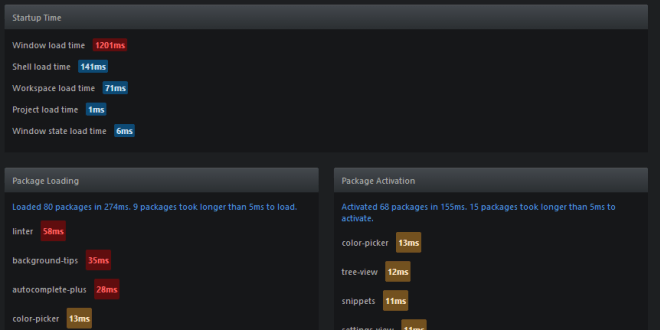 Startup Time
Window load time 1201ms
Shell load time 141ms
Workspace load time 71ms
Project load time 1ms
Window state load time 6ms
Package Loading
Loaded 80 packages in 274ms. 9 packages took longer than 5ms to load.
linter 58ms
background-tips 35ms
autocomplete-plus 28ms
color-picker 13ms
Package Activation
Activated 68 packages in 155ms. 15 packages took longer than 5ms to
activate.
color-picker 13ms
tree-view 12ms
snippets 11ms
settings-view 11ms